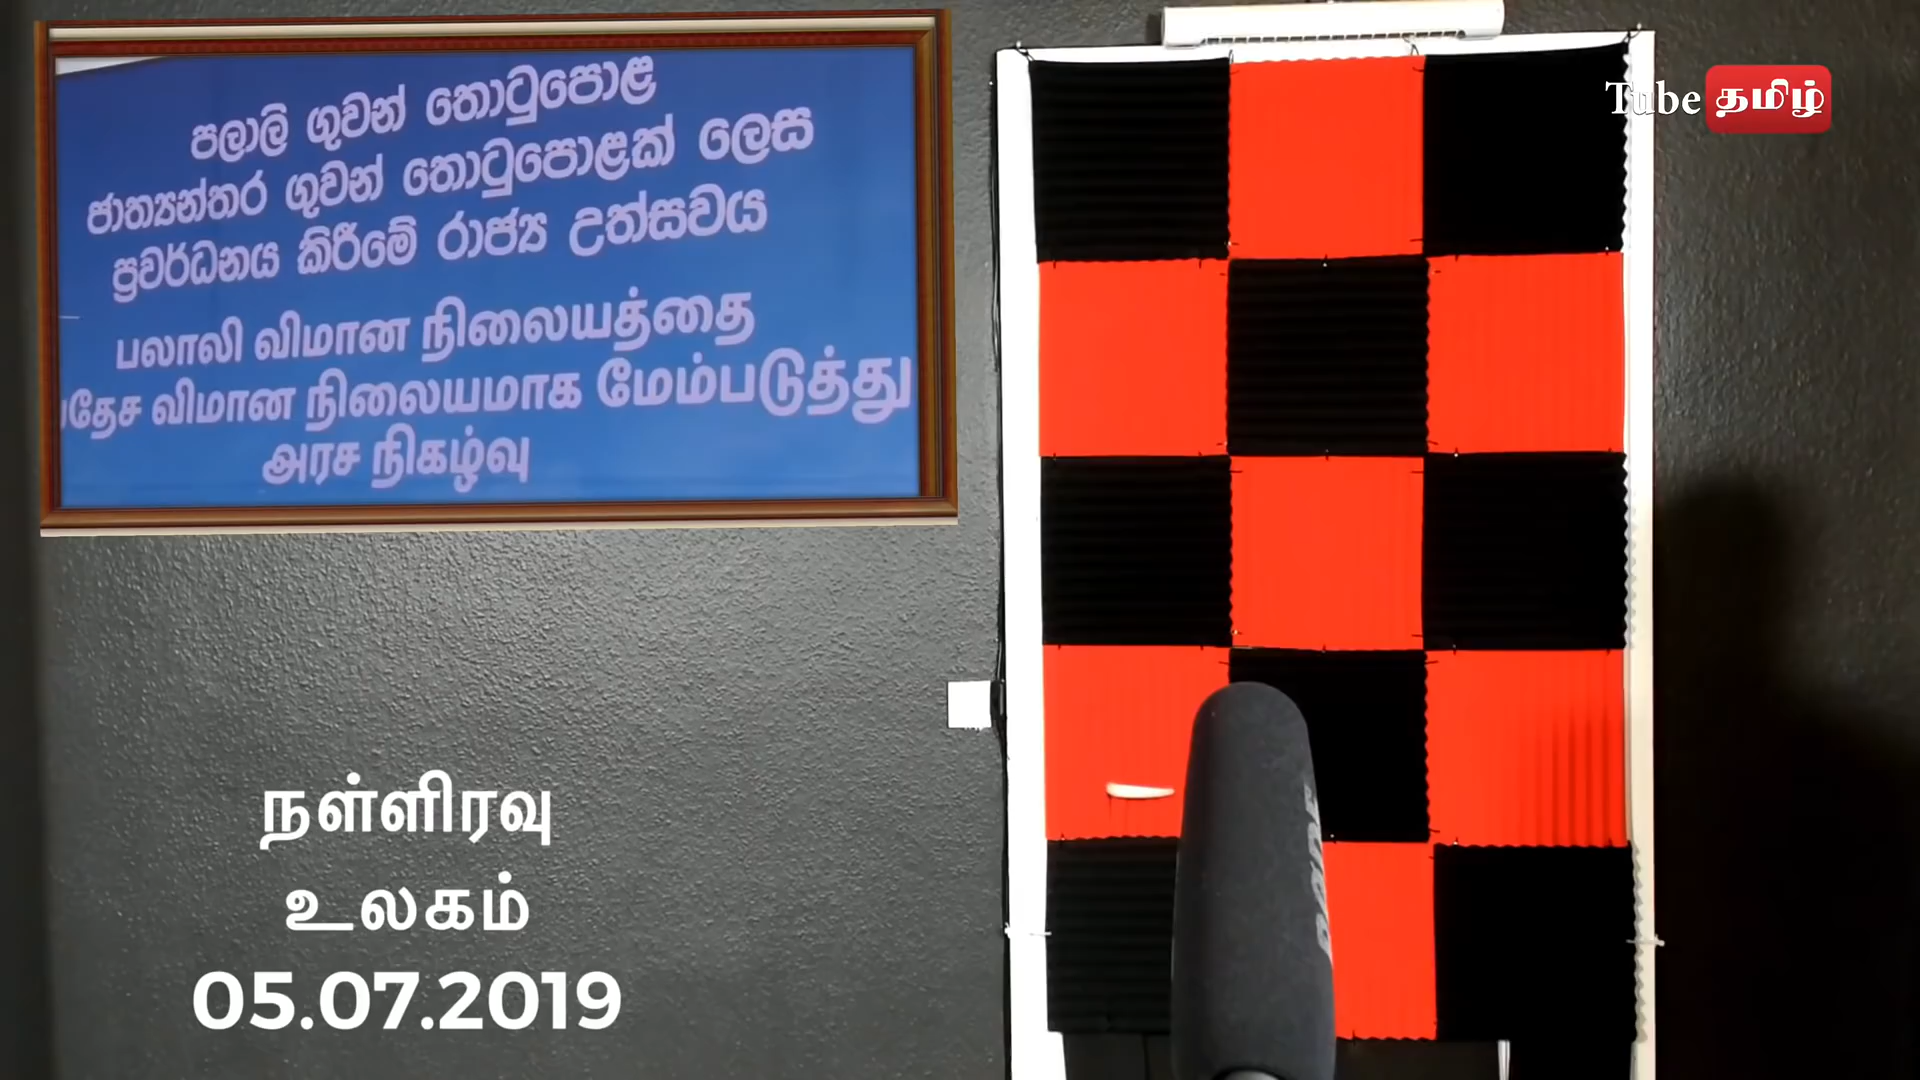 පලාලි ගුවන් තොටුපොළ
ජාත්‍යන්තර ගුවන් තොටුපොළක් ලෙස
ප්‍රවර්ධනය කිරීමේ රාජ්‍ය උත්සවය
பலாலி விமான நிலையத்தை
தேச விமான நிலையமாக மேம்படுத்து
அரச நிகழ்வு
Tube தமிழ்
நள்ளிரவு
உலகம்
05.07.2019
RODE